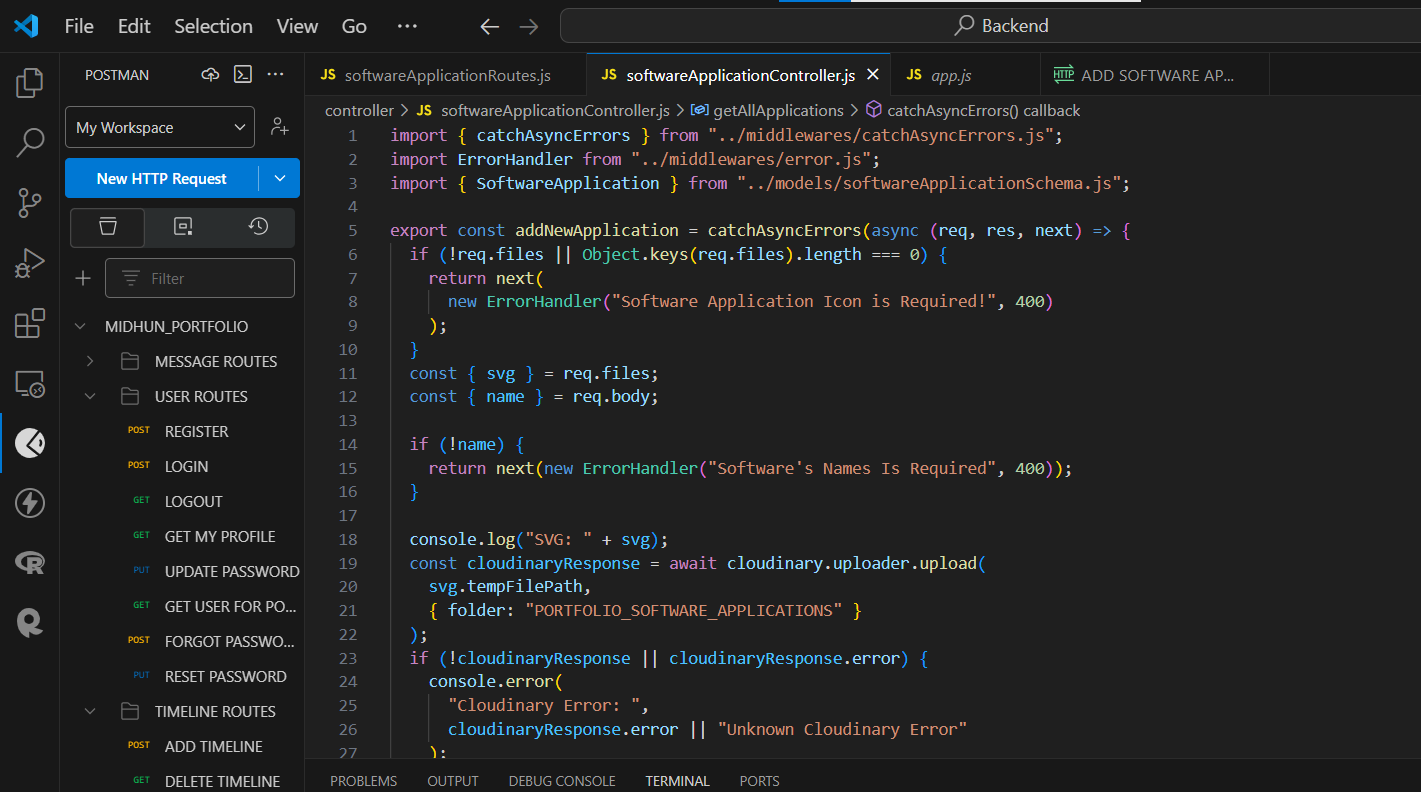 File Edit Selection View Go ··· Backend
POSTMAN
JS softwareApplicationRoutes.js JS softwareApplicationController.js JS app.js HTTP ADD SOFTWARE AP...
My Workspace
New HTTP Request
Filter
MIDHUN_PORTFOLIO
MESSAGE ROUTES
USER ROUTES
POST REGISTER
POST LOGIN
GET LOGOUT
GET GET MY PROFILE
PUT UPDATE PASSWORD
GET GET USER FOR PO...
POST FORGOT PASSWO...
PUT RESET PASSWORD
TIMELINE ROUTES
POST ADD TIMELINE
GET DELETE TIMELINE
controller > JS softwareApplicationController.js > getAllApplications > catchAsyncErrors() callback
1 import { catchAsyncErrors } from "../middlewares/catchAsyncErrors.js";
2 import ErrorHandler from "../middlewares/error.js";
3 import { SoftwareApplication } from "../models/softwareApplicationSchema.js";
4
5 export const addNewApplication = catchAsyncErrors(async (req, res, next) => {
6 if (!req.files || Object.keys(req.files).length === 0) {
7 return next(
8 new ErrorHandler("Software Application Icon is Required!", 400)
9 );
10 }
11 const { svg } = req.files;
12 const { name } = req.body;
13
14 if (!name) {
15 return next(new ErrorHandler("Software's Names Is Required", 400));
16 }
17
18 console.log("SVG: " + svg);
19 const cloudinaryResponse = await cloudinary.uploader.upload(
20 svg.tempFilePath,
21 { folder: "PORTFOLIO_SOFTWARE_APPLICATIONS" }
22 );
23 if (!cloudinaryResponse || cloudinaryResponse.error) {
24 console.error(
25 "Cloudinary Error: ",
26 cloudinaryResponse.error || "Unknown Cloudinary Error"
27 );
PROBLEMS OUTPUT DEBUG CONSOLE TERMINAL PORTS